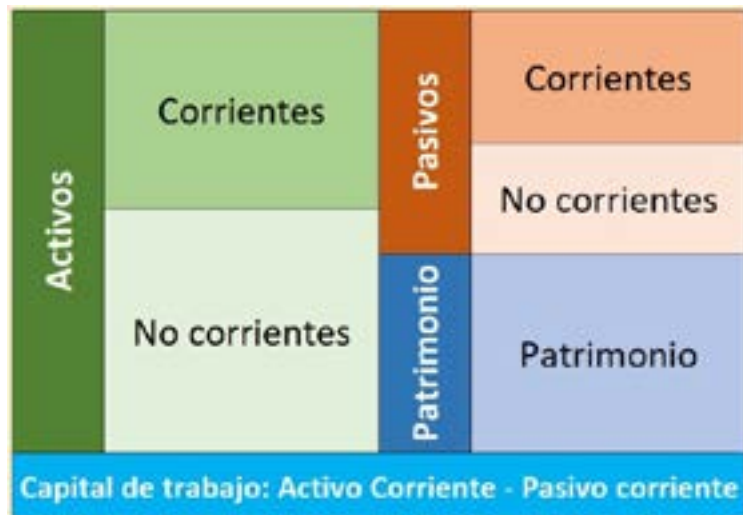 Activos
Corrientes
No corrientes
Pasivos
Corrientes
No corrientes
Patrimonio
Patrimonio
Capital de trabajo: Activo Corriente - Pasivo corriente